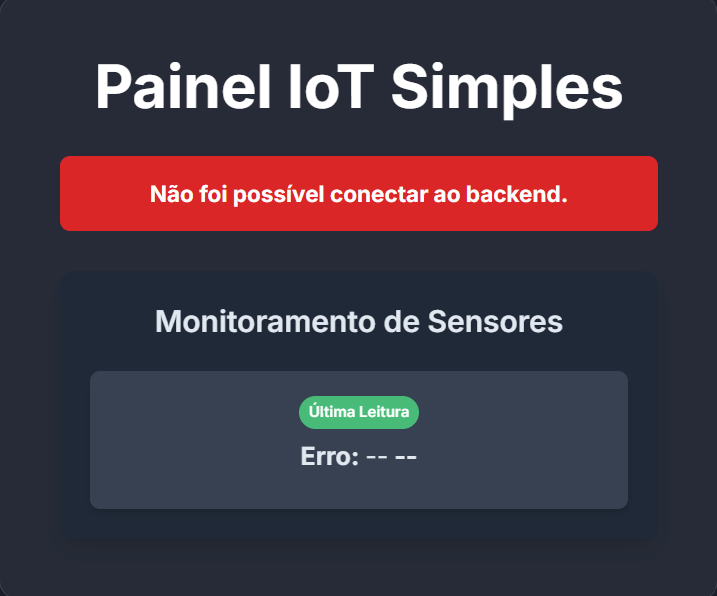 Painel IoT Simples
Não foi possível conectar ao backend.
Monitoramento de Sensores
Última Leitura
Erro: -- --